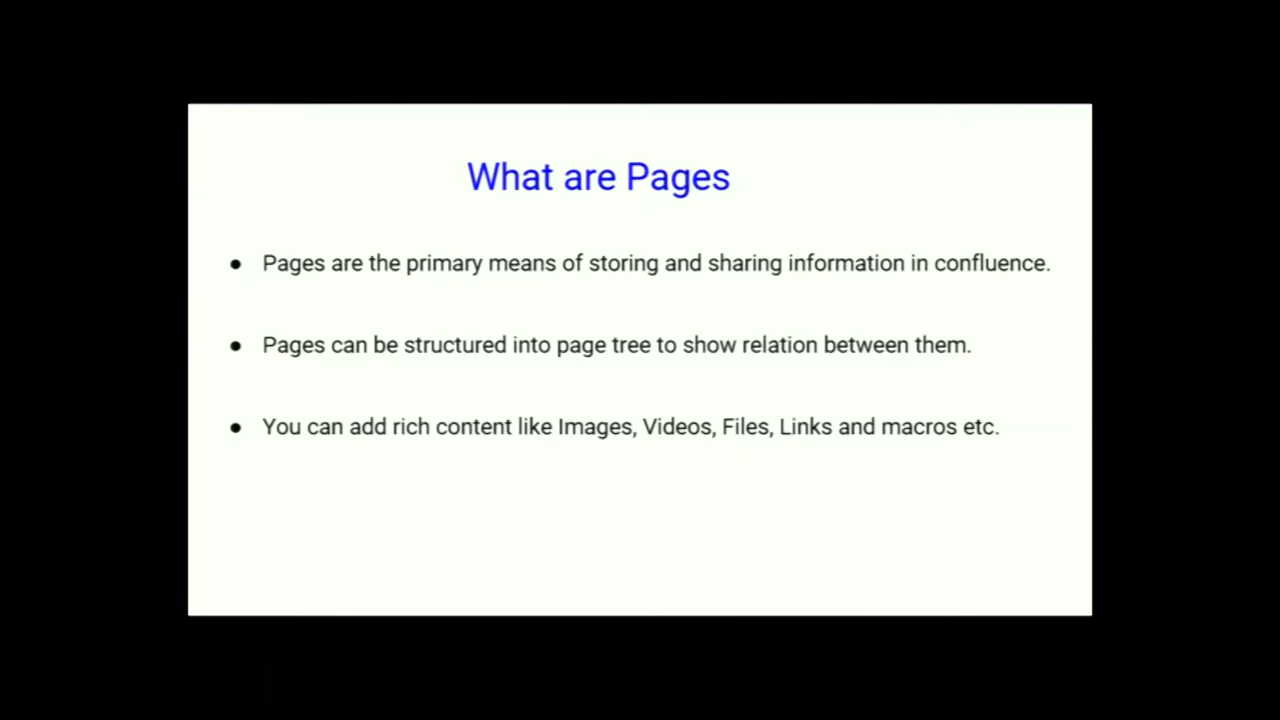 What are Pages
● Pages are the primary means of storing and sharing information in confluence.
● Pages can be structured into page tree to show relation between them.
● You can add rich content like Images, Videos, Files, Links and macros etc.